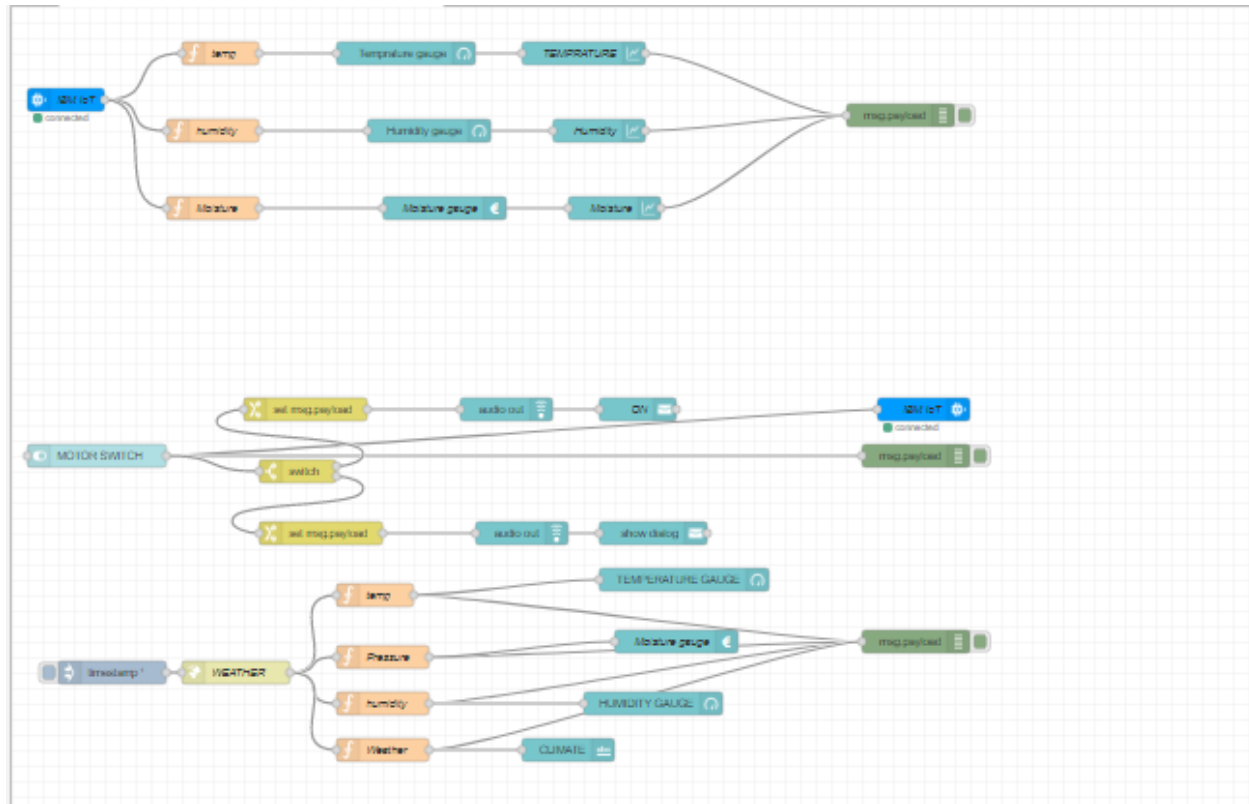 temp
Temprature gauge
TEMPRATURE
IBM IoT
connected
msg.payload
humidity
Humidity gauge
Humidity
Moisture
Moisture gauge
Moisture
set msg.payload
audio out
ON
IBM IoT
connected
MOTOR SWITCH
msg.payload
switch
set msg.payload
audio out
show dialog
TEMPERATURE GAUGE
temp
Moisture gauge
msg.payload
Pressure
timestamp ¹
WEATHER
humidity
HUMIDITY GAUGE
Weather
CLIMATE
abc